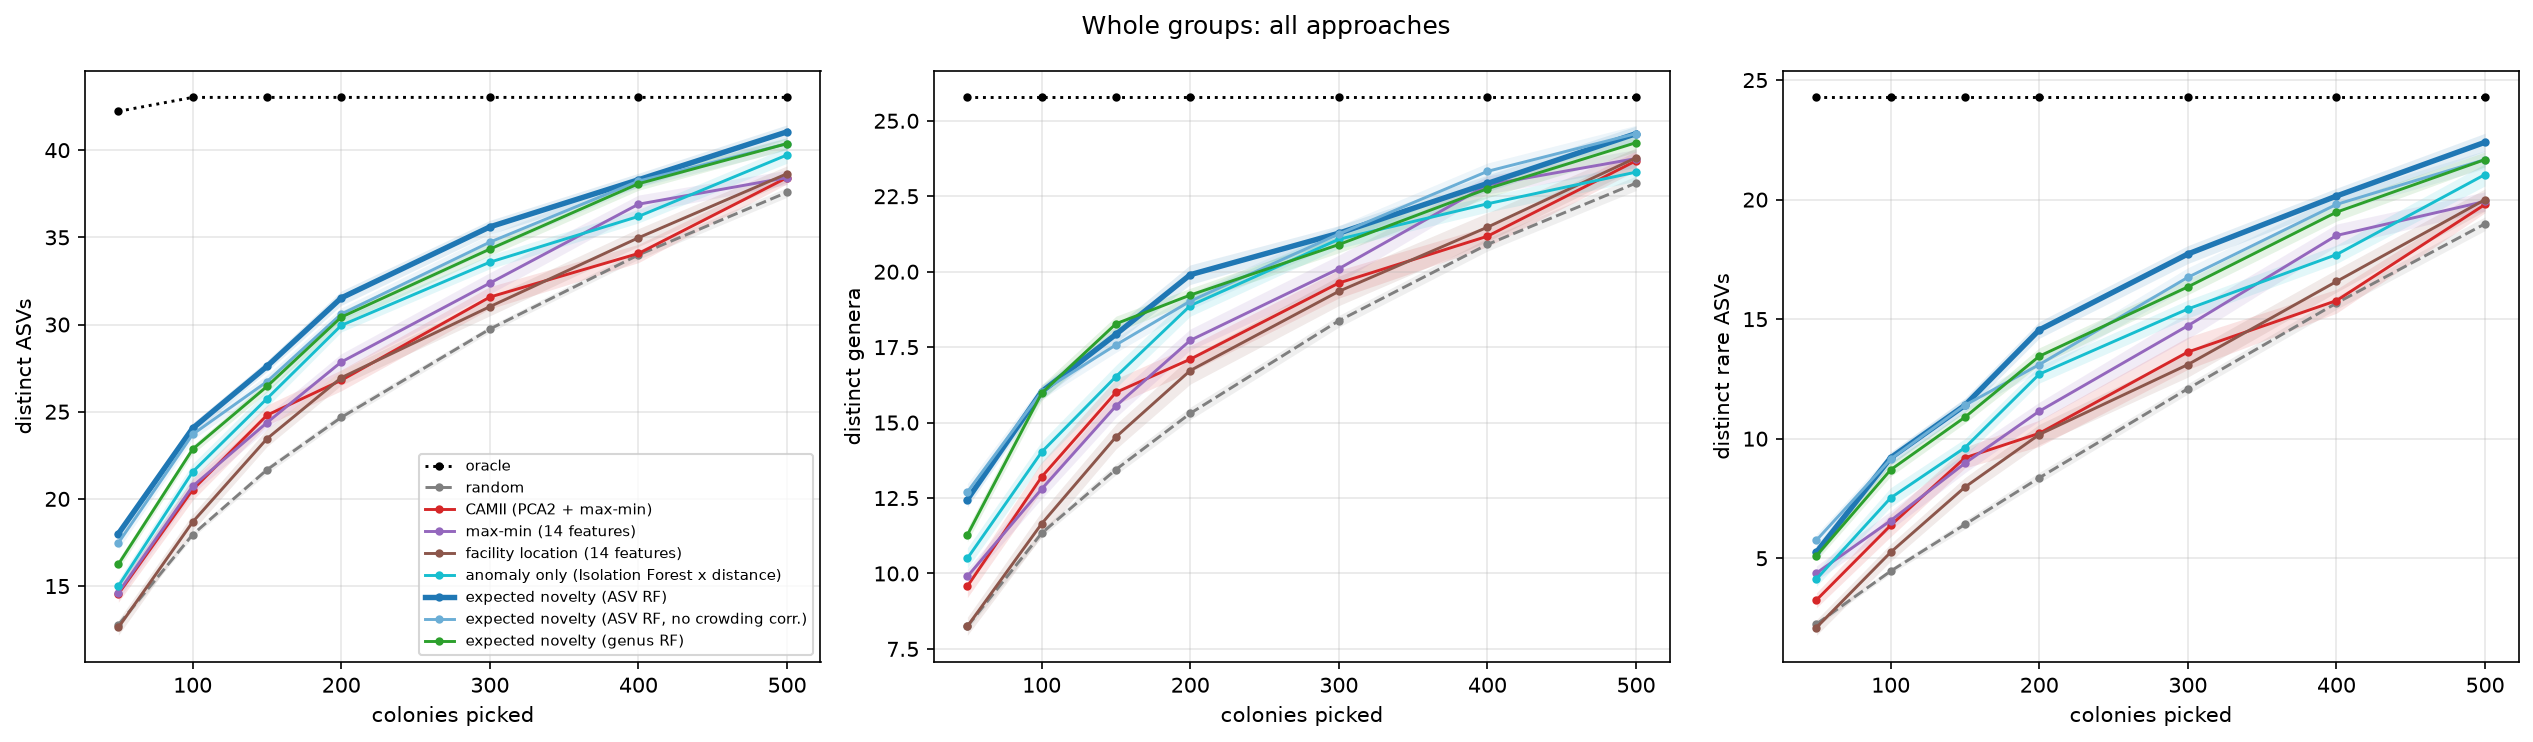 Whole groups: all approaches
distinct ASVs
40
35
30
25
20
15
100 200 300 400 500
colonies picked
oracle
random
CAMII (PCA2 + max-min)
max-min (14 features)
facility location (14 features)
anomaly only (Isolation Forest x distance)
expected novelty (ASV RF)
expected novelty (ASV RF, no crowding corr.)
expected novelty (genus RF)
distinct genera
25.0
22.5
20.0
17.5
15.0
12.5
10.0
7.5
100 200 300 400 500
colonies picked
distinct rare ASVs
25
20
15
10
5
100 200 300 400 500
colonies picked